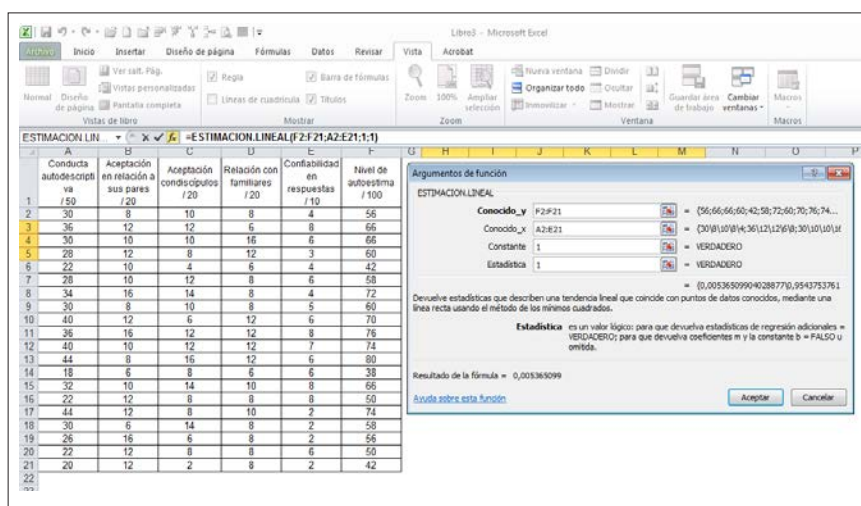 Libro3 - Microsoft Excel
Archivo Inicio Insertar Diseño de página Fórmulas Datos Revisar Vista Acrobat
Normal Diseño de página Ver salt. Pág. Vistas personalizadas Pantalla completa
Regla Barra de fórmulas
Líneas de cuadrícula Títulos
Zoom 100% Ampliar selección
Nueva ventana Organizar todo Inmovilizar Dividir Ocultar Mostrar
Guardar área de trabajo Cambiar ventanas Macros
Vistas de libro Mostrar Zoom Ventana Macros
ESTIMACION.LIN... fx =ESTIMACION.LINEAL(F2:F21;A2:E21;1;1)
A B C D E F G H I J K L M N O P
1 Conducta autodescripti va / 50 Aceptación en relación a sus pares / 20 Aceptación condiscípulos / 20 Relación con familiares / 20 Confiabilidad en respuestas / 10 Nivel de autoestima / 100
2 30 8 10 8 4 56
3 36 12 12 6 8 66
4 30 10 10 16 6 66
5 28 12 8 12 3 60
6 22 10 4 6 4 42
7 28 10 12 8 6 58
8 34 16 14 8 4 72
9 30 8 10 8 5 60
10 40 12 6 12 6 70
11 36 16 12 12 8 76
12 40 10 12 12 7 74
13 44 8 16 12 6 80
14 18 6 8 6 6 38
15 32 10 14 10 8 66
16 22 12 8 8 8 50
17 44 12 8 10 2 74
18 30 6 14 8 2 58
19 26 16 6 8 2 56
20 22 12 8 8 6 50
21 20 12 2 8 2 42
22
Argumentos de función
ESTIMACION.LINEAL
Conocido_y F2:F21 = {56;66;66;60;42;58;72;60;70;76;74...
Conocido_x A2:E21 = {30\8\10\8\4;36\12\12\6\8;30\10\10\16
Constante 1 = VERDADERO
Estadística 1 = VERDADERO
= {0,00536509904028877\0,9543753761
Devuelve estadísticas que describen una tendencia lineal que coincide con puntos de datos conocidos, mediante una
línea recta usando el método de los mínimos cuadrados.
Estadística es un valor lógico: para que devuelva estadísticas de regresión adicionales =
VERDADERO; para que devuelva coeficientes m y la constante b = FALSO u
omitida.
Resultado de la fórmula = 0,005365099
Ayuda sobre esta función
Aceptar Cancelar